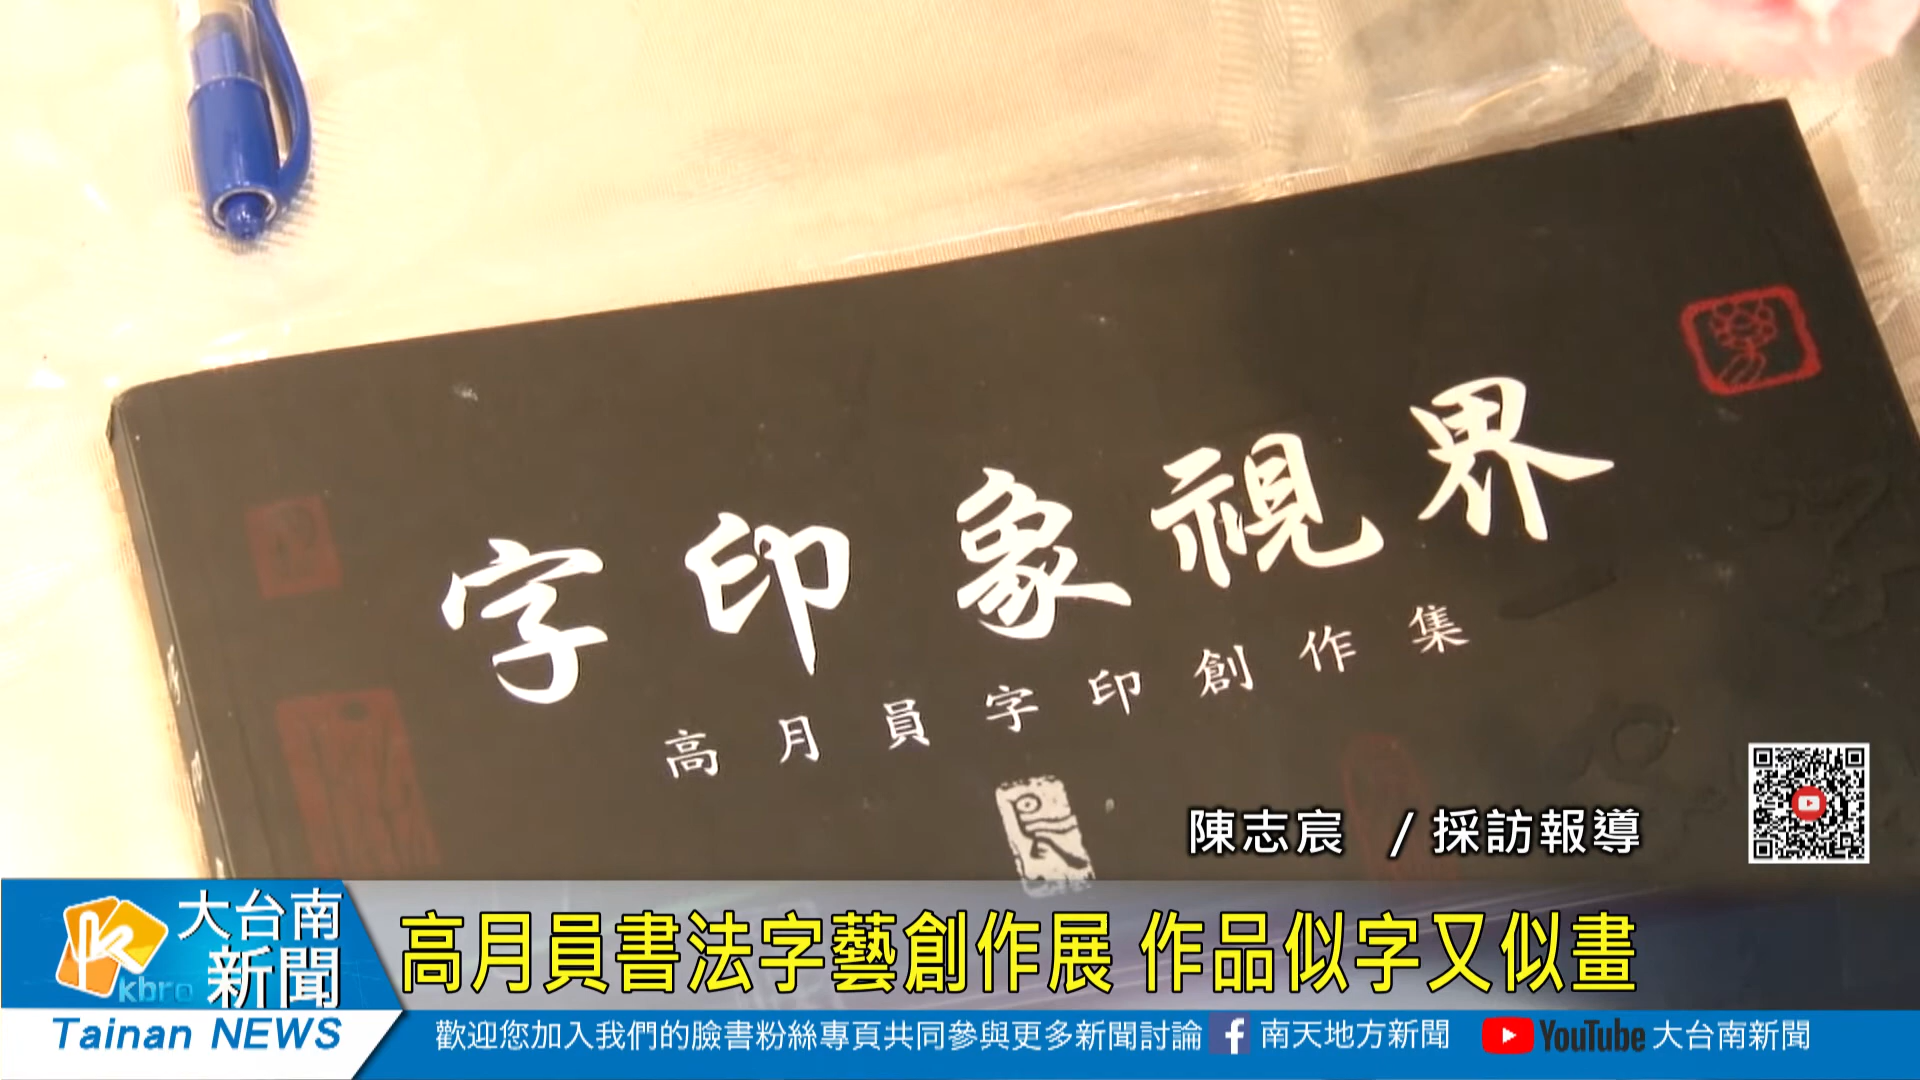 字印象視界
高月員字印創作集
陳志宸 /採訪報導
大台南
新聞
kbro
Tainan NEWS
高月員書法字藝創作展 作品似字又似畫
歡迎您加入我們的臉書粉絲專頁共同參與更多新聞討論 南天地方新聞 YouTube 大台南新聞